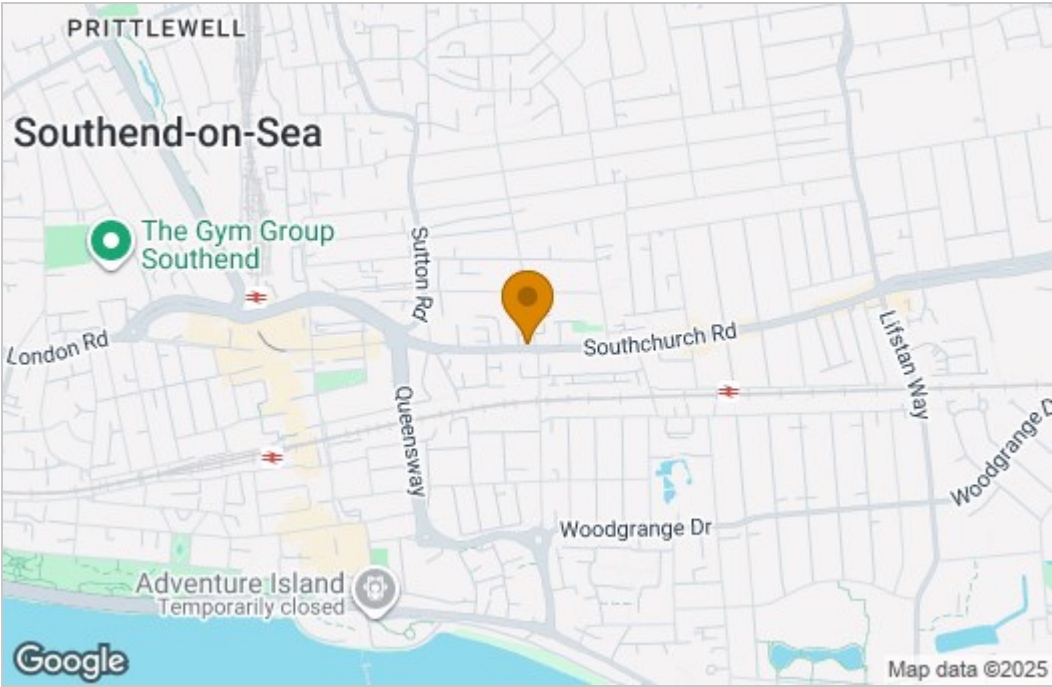 PRITTLEWELL
Southend-on-Sea
The Gym Group
Southend
Sutton Rd
London Rd
Southchurch Rd
Lifstan Way
Queensway
Woodgrange D
Woodgrange Dr
Adventure Island
Temporarily closed
Google
Map data ©2025